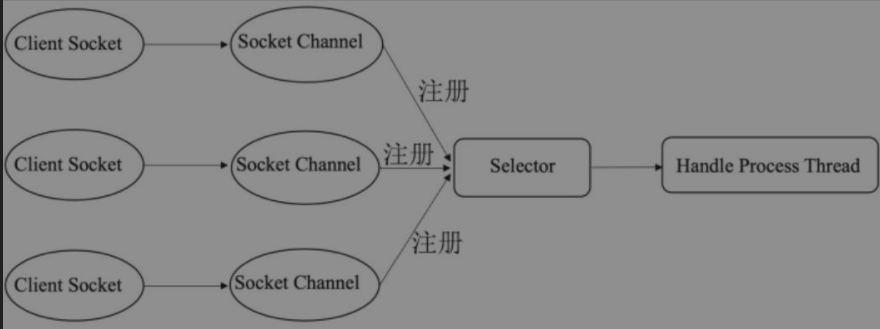 Client Socket
Socket Channel
注册
Client Socket
Socket Channel
注册
Selector
Handle Process Thread
注册
Client Socket
Socket Channel